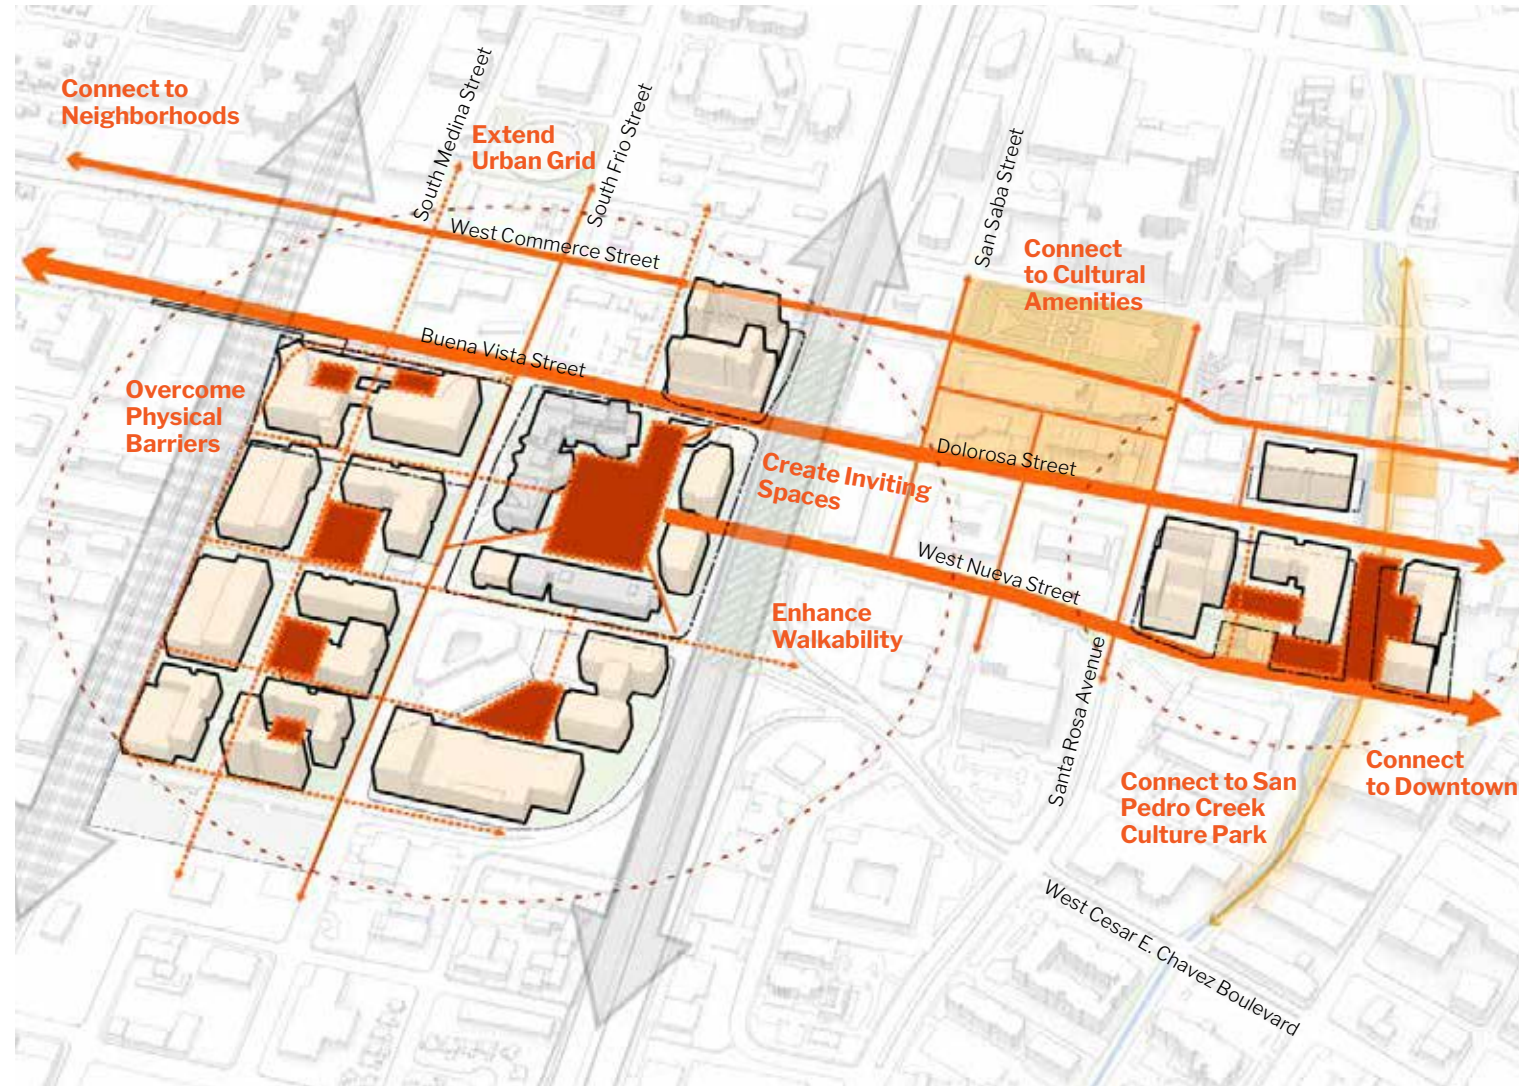 Connect to
Neighborhoods
South Medina Street
Extend
Urban Grid
South Frio Street
West Commerce Street
San Saba Street
Connect
to Cultural
Amenities
Buena Vista Street
Overcome
Physical
Barriers
Dolorosa Street
Create Inviting
Spaces
West Nueva Street
Enhance
Walkability
Santa Rosa Avenue
Connect
to Downtown
Connect to San
Pedro Creek
Culture Park
West Cesar E. Chavez Boulevard